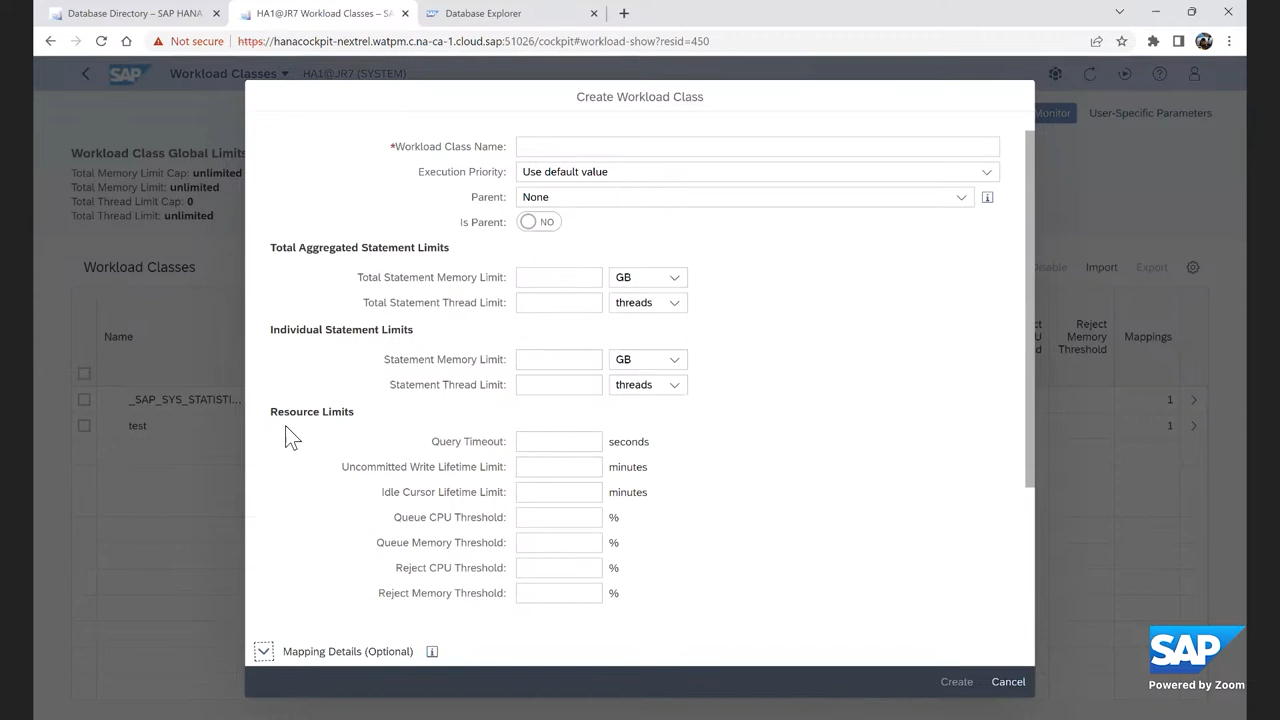 Database Directory – SAP HANA
HA1@JR7 Workload Classes – S
Database Explorer
Not secure
https://hanacockpit-nextrel.watpm.c.na-ca-1.cloud.sap:51026/cockpit#workload-show?resid=450
SAP
Workload Classes
HA1@JR7 (SYSTEM)
Create Workload Class
Monitor
User-Specific Parameters
Workload Class Global Limits
Total Memory Limit Cap: unlimited
Total Memory Limit: unlimited
Total Thread Limit Cap: 0
Total Thread Limit: unlimited
*Workload Class Name:
Execution Priority:
Use default value
Parent:
None
Is Parent:
NO
Total Aggregated Statement Limits
Total Statement Memory Limit:
GB
Total Statement Thread Limit:
threads
Individual Statement Limits
Statement Memory Limit:
GB
Statement Thread Limit:
threads
Resource Limits
Query Timeout:
seconds
Uncommitted Write Lifetime Limit:
minutes
Idle Cursor Lifetime Limit:
minutes
Queue CPU Threshold:
%
Queue Memory Threshold:
%
Reject CPU Threshold:
%
Reject Memory Threshold:
%
Mapping Details (Optional)
Create
Cancel
Workload Classes
Import
Export
Name
Reject
Memory
Threshold
Mappings
_SAP_SYS_STATISTI...
1
test
1
SAP
Powered by Zoom